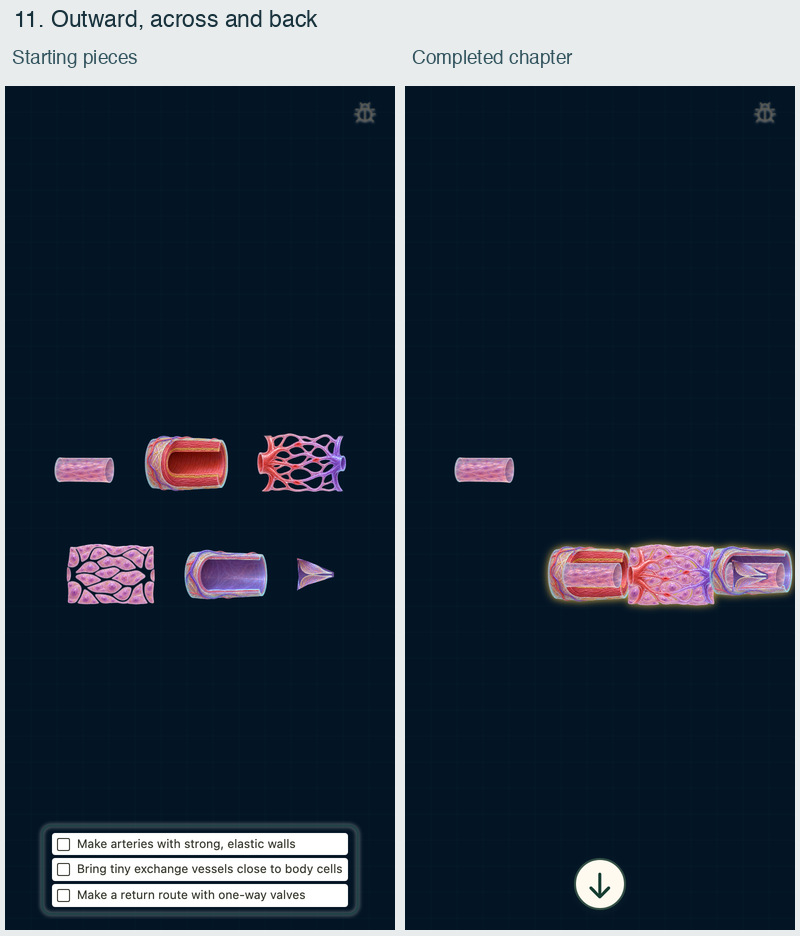 11. Outward, across and back
Starting pieces
Completed chapter
Make arteries with strong, elastic walls
Bring tiny exchange vessels close to body cells
Make a return route with one-way valves